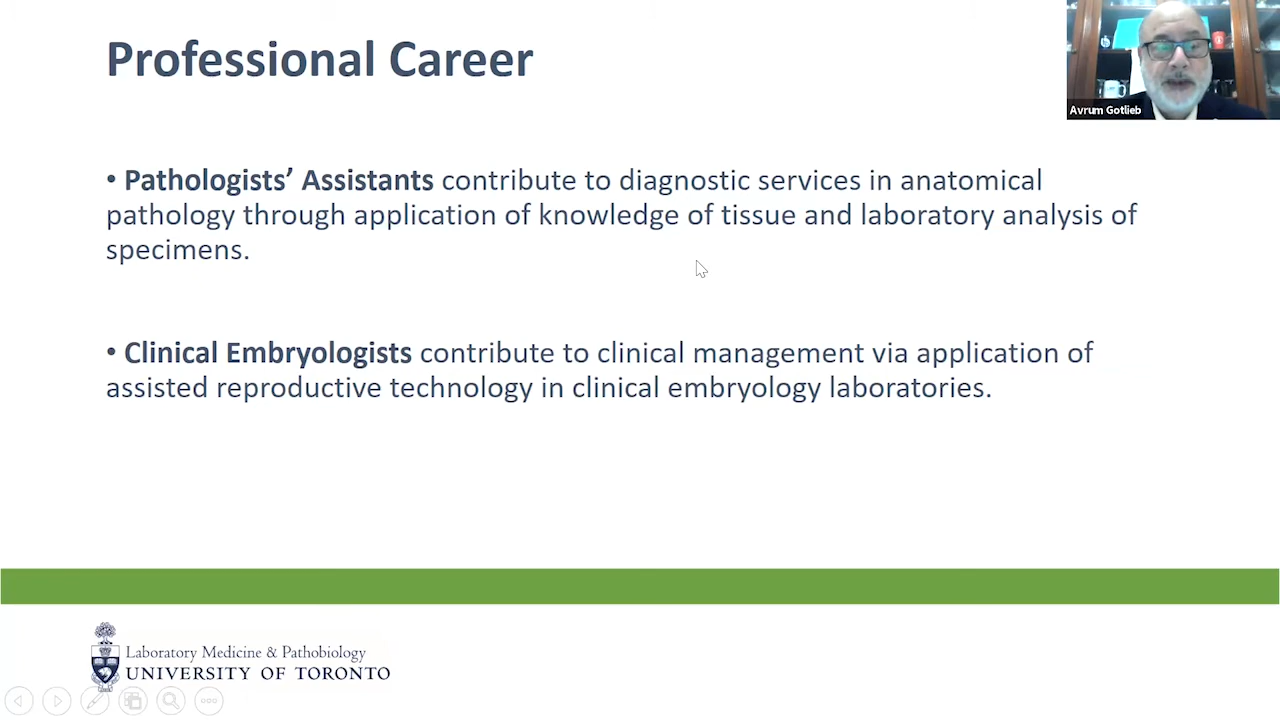 Professional Career
Avrum Gotlieb
• Pathologists’ Assistants contribute to diagnostic services in anatomical
pathology through application of knowledge of tissue and laboratory analysis of
specimens.
• Clinical Embryologists contribute to clinical management via application of
assisted reproductive technology in clinical embryology laboratories.
Laboratory Medicine & Pathobiology
UNIVERSITY OF TORONTO